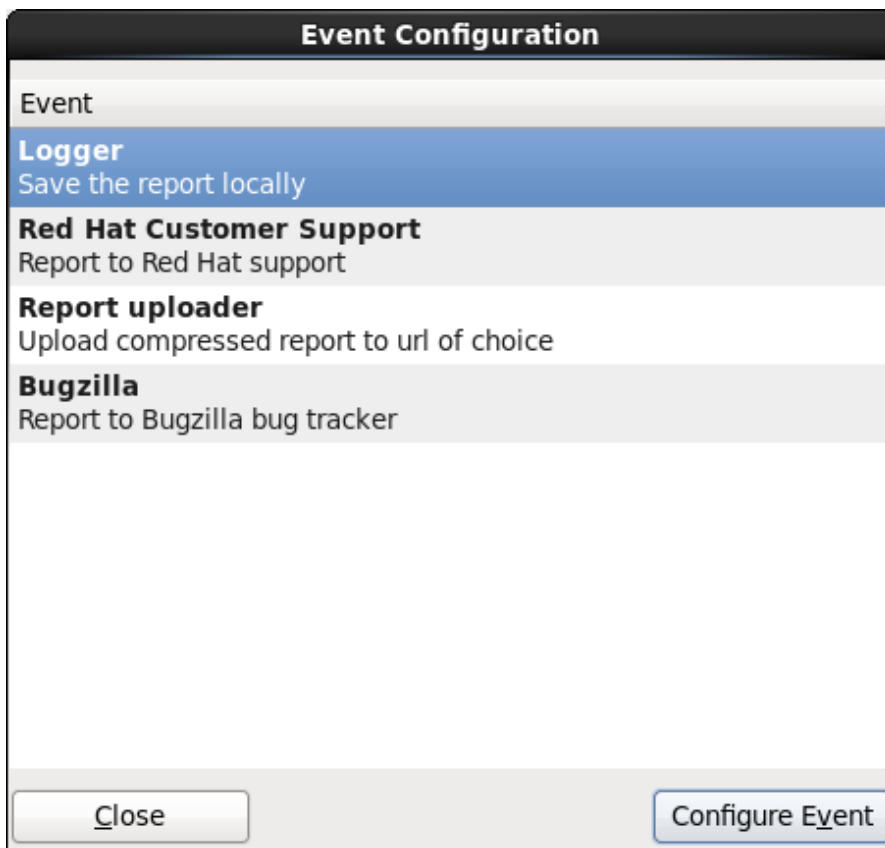 Event Configuration
Event
Logger
Save the report locally
Red Hat Customer Support
Report to Red Hat support
Report uploader
Upload compressed report to url of choice
Bugzilla
Report to Bugzilla bug tracker
Close
Configure Event